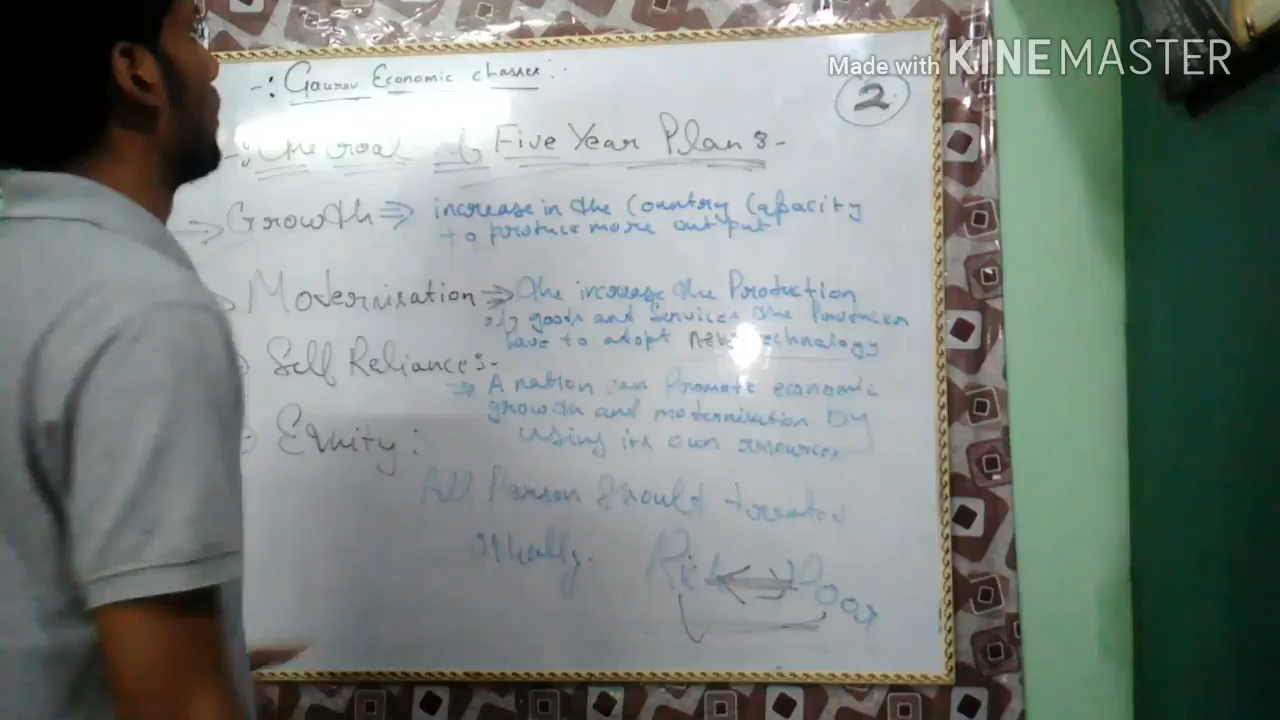 Made with KINEMASTER
-: Gaurav Economic classes:-
2
-: The Goal of Five Year Plan :-
Growth ⇒ increase in the Country Capacity
to produce more output
Modernisation ⇒ The increase the Production
of goods and Services the Producer
have to adopt new technology
Self Reliance:-
⇒ A nation can Promote economic
growth and modernisation by
using its own resources
Equity:
All Person Should treated
Rich ⟷ Poor